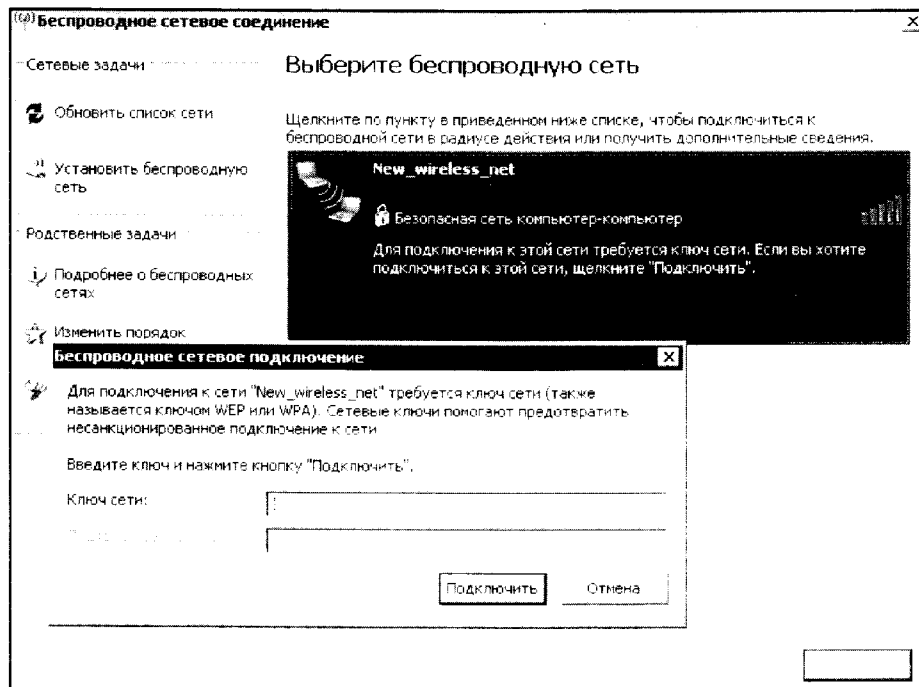 Беспроводное сетевое соединение
Сетевые задачи
Обновить список сети
Установить беспроводную
сеть
Родственные задачи
Подробнее о беспроводных
сетях
Изменить порядок
Выберите беспроводную сеть
Щелкните по пункту в приведенном ниже списке, чтобы подключиться к
беспроводной сети в радиусе действия или получить дополнительные сведения.
New_wireless_net
Безопасная сеть компьютер-компьютер
Для подключения к этой сети требуется ключ сети. Если вы хотите
подключиться к этой сети, щелкните "Подключить".
Беспроводное сетевое подключение
Для подключения к сети "New_wireless_net" требуется ключ сети (также
называется ключом WEP или WPA). Сетевые ключи помогают предотвратить
несанкционированное подключение к сети
Введите ключ и нажмите кнопку "Подключить".
Ключ сети:
Подключить
Отмена